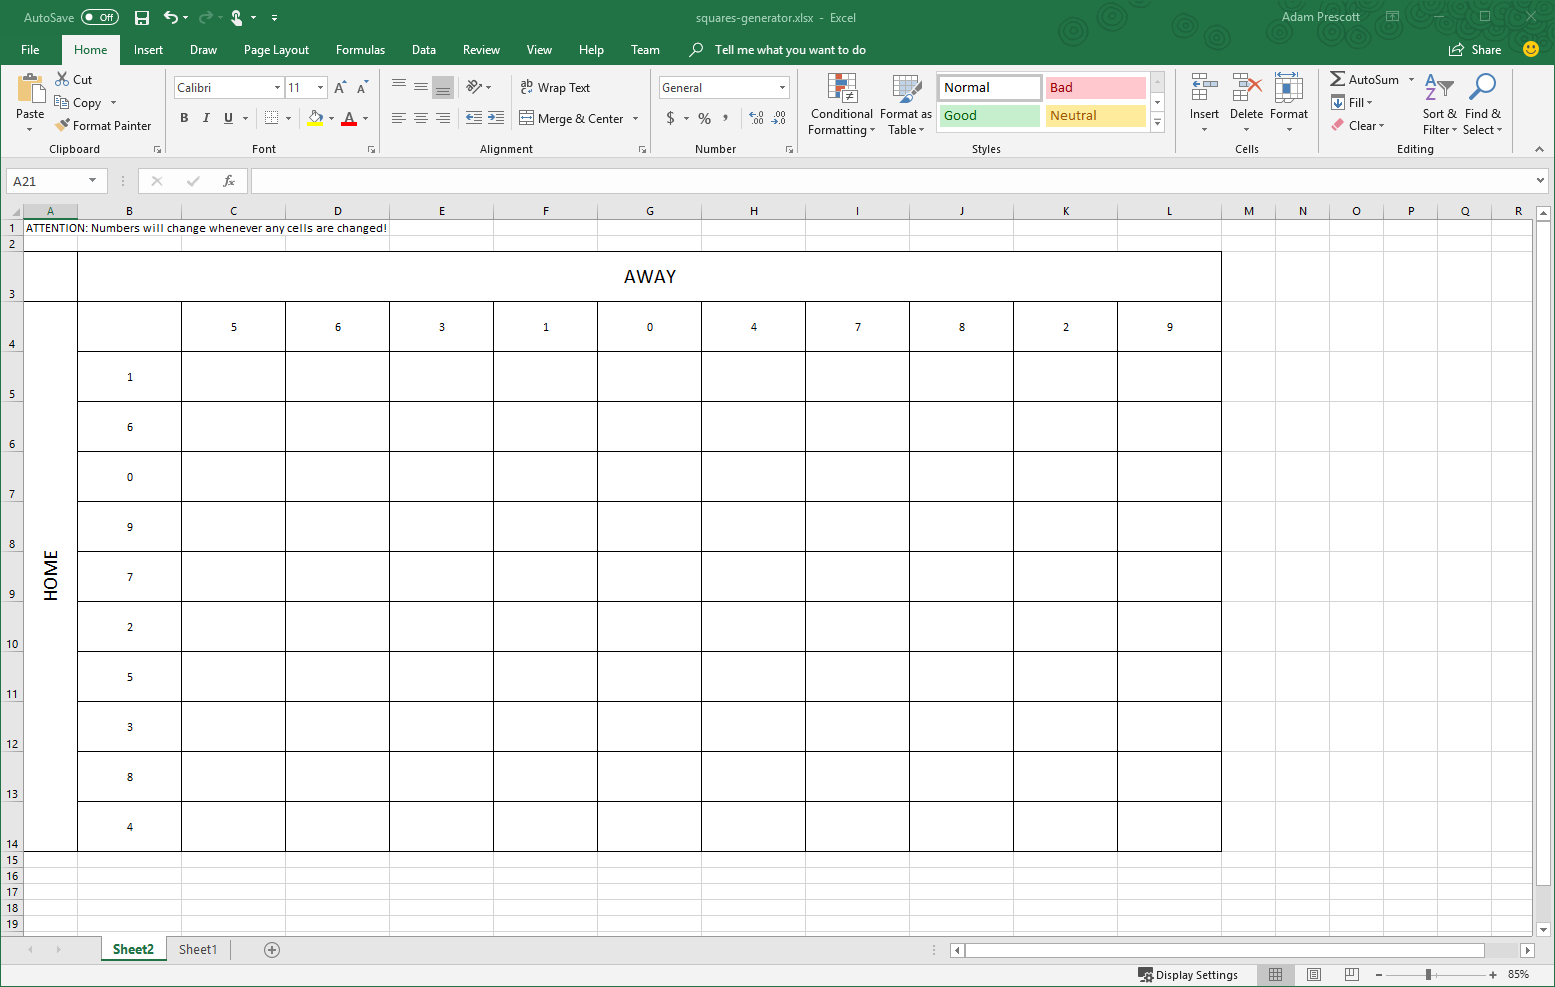 AutoSave Off squares-generator.xlsx - Excel Adam Prescott
File Home Insert Draw Page Layout Formulas Data Review View Help Team Tell me what you want to do Share
Paste
Cut
Copy
Format Painter
Clipboard
Calibri 11
B I U A
Font
Wrap Text
Merge & Center
Alignment
General
$ % ,
Number
Conditional Formatting
Format as Table
Normal Bad
Good Neutral
Styles
Insert Delete Format
Cells
AutoSum
Fill
Clear
Sort & Filter
Find & Select
Editing
A21 fx
A B C D E F G H I J K L M N O P Q R
1 ATTENTION: Numbers will change whenever any cells are changed!
2
3 AWAY
4 5 6 3 1 0 4 7 8 2 9
5 1
6 6
7 0
8 9
HOME
9 7
10 2
11 5
12 3
13 8
14 4
15
16
17
18
19
Sheet2 Sheet1
Display Settings 85%